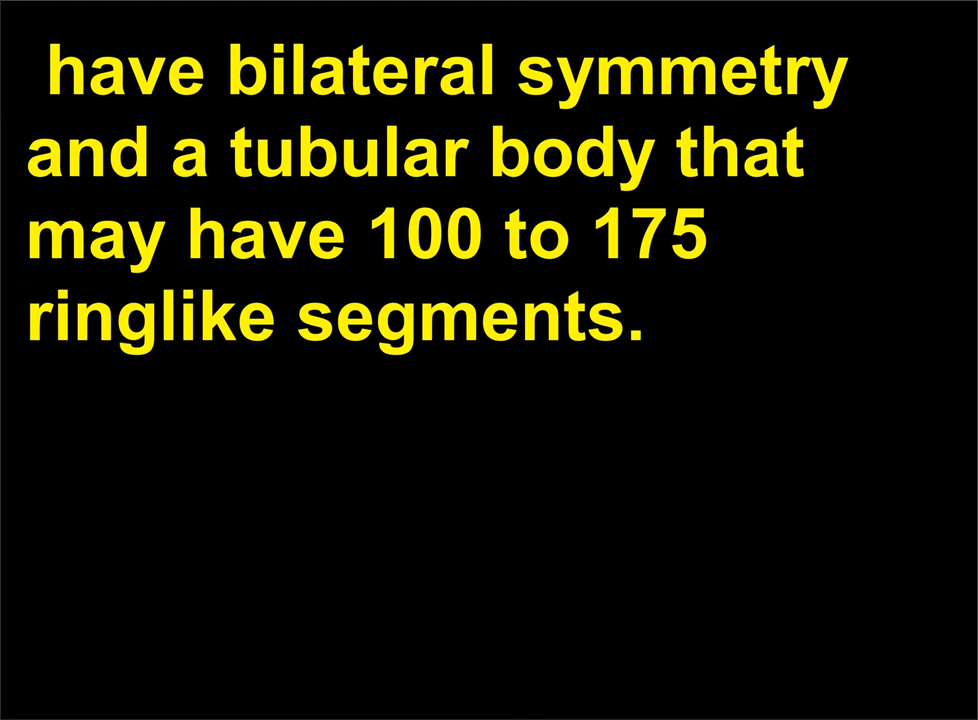 have bilateral symmetry
and a tubular body that
may have 100 to 175
ringlike segments.